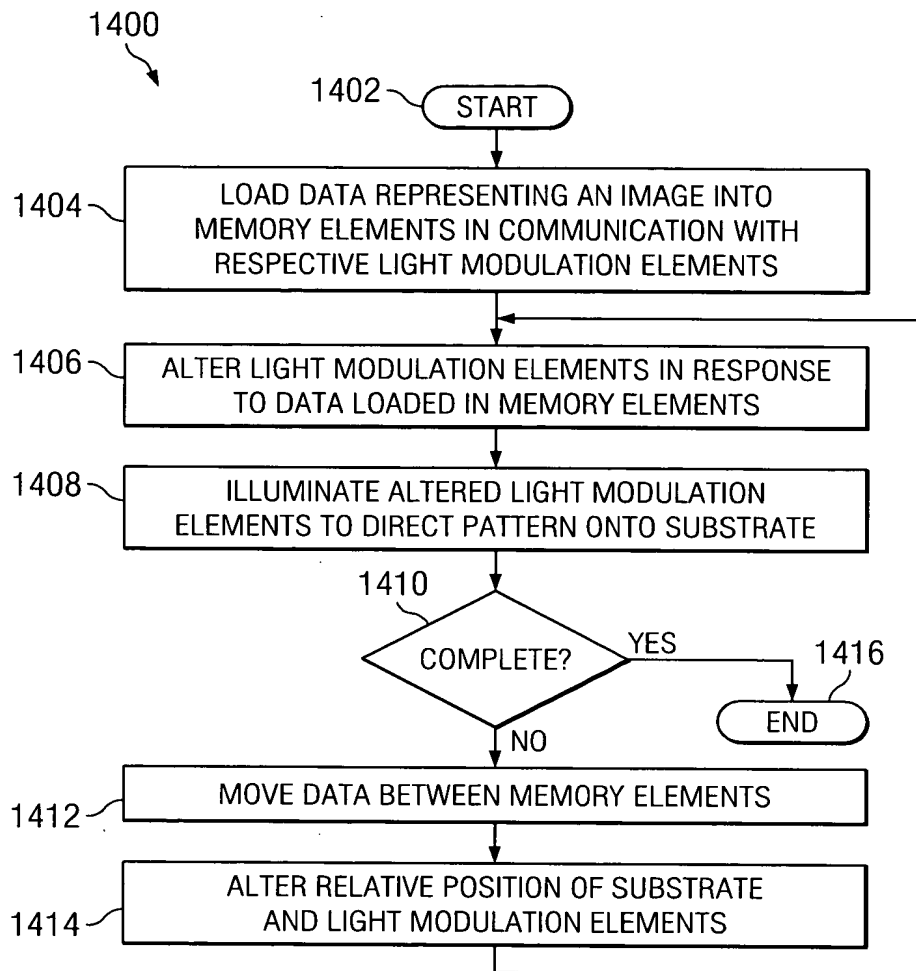 1400
1402
START
1404
LOAD DATA REPRESENTING AN IMAGE INTO
MEMORY ELEMENTS IN COMMUNICATION WITH
RESPECTIVE LIGHT MODULATION ELEMENTS
1406
ALTER LIGHT MODULATION ELEMENTS IN RESPONSE
TO DATA LOADED IN MEMORY ELEMENTS
1408
ILLUMINATE ALTERED LIGHT MODULATION
ELEMENTS TO DIRECT PATTERN ONTO SUBSTRATE
1410
COMPLETE?
YES
1416
END
NO
1412
MOVE DATA BETWEEN MEMORY ELEMENTS
1414
ALTER RELATIVE POSITION OF SUBSTRATE
AND LIGHT MODULATION ELEMENTS